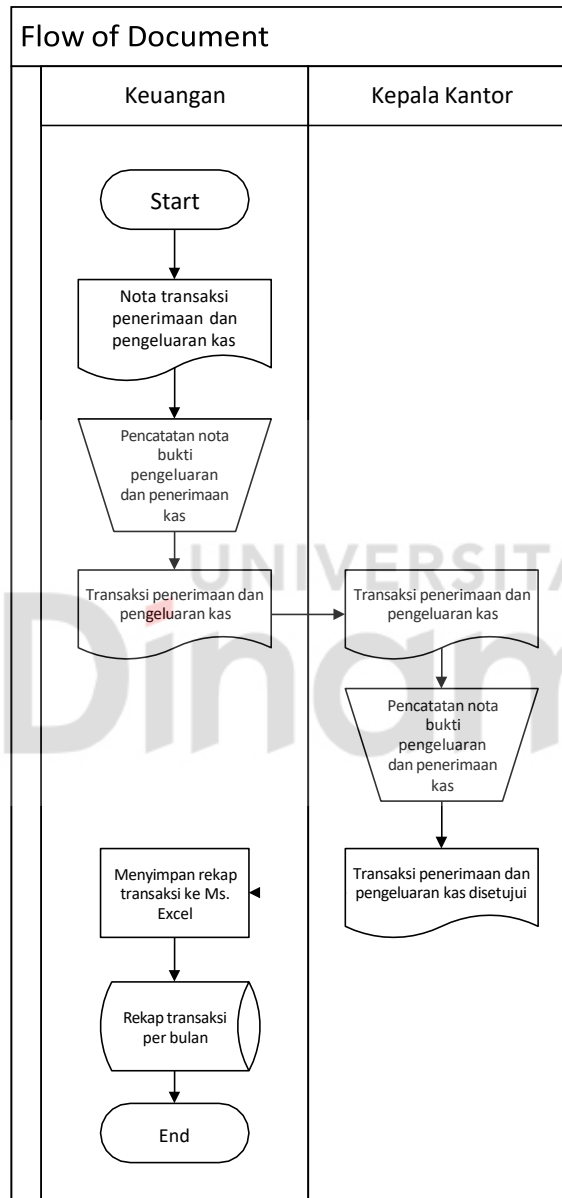 Flow of Document
Keuangan
Kepala Kantor
Start
Nota transaksi
penerimaan dan
pengeluaran kas
Pencatatan nota
bukti
pengeluaran
dan penerimaan
kas
UNIVERSITA
Dinam
Transaksi penerimaan dan
pengeluaran kas
Transaksi penerimaan dan
pengeluaran kas
Pencatatan nota
bukti
pengeluaran
dan penerimaan
kas
Transaksi penerimaan dan
pengeluaran kas disetujui
Menyimpan rekap
transaksi ke Ms.
Excel
Rekap transaksi
per bulan
End